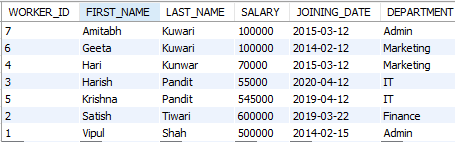 WORKER_ID FIRST_NAME LAST_NAME SALARY JOINING_DATE DEPARTMENT
7 Amitabh Kuwari 100000 2015-03-12 Admin
6 Geeta Kuwari 100000 2014-02-12 Marketing
4 Hari Kunwar 70000 2015-03-12 Marketing
3 Harish Pandit 55000 2020-04-12 IT
5 Krishna Pandit 545000 2019-04-12 IT
2 Satish Tiwari 600000 2019-03-22 Finance
1 Vipul Shah 500000 2014-02-15 Admin